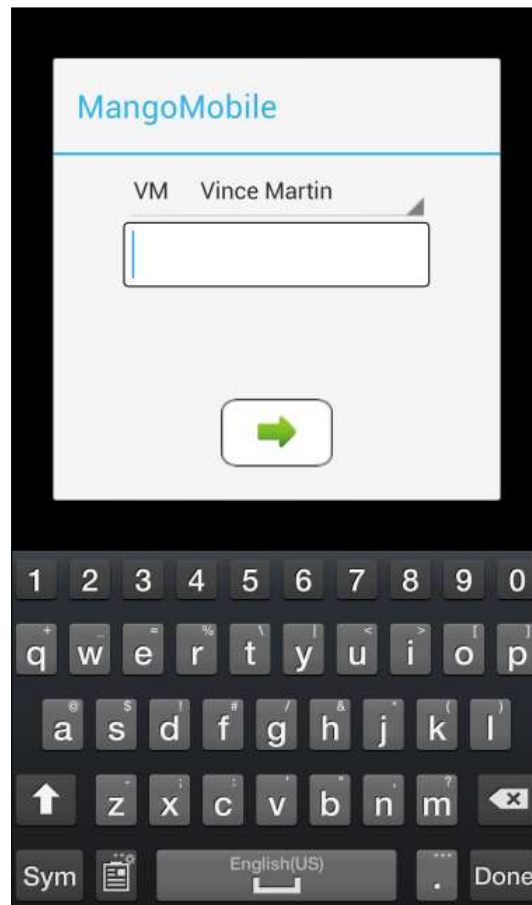 MangoMobile
VM Vince Martin
1 2 3 4 5 6 7 8 9 0
+ _ = % \ | < > [ ]
q w e r t y u i o p
@ $ ! # / & * ( )
a s d f g h j k l
- ; : ' " , ?
z x c v b n m
English(US)
Sym . Done